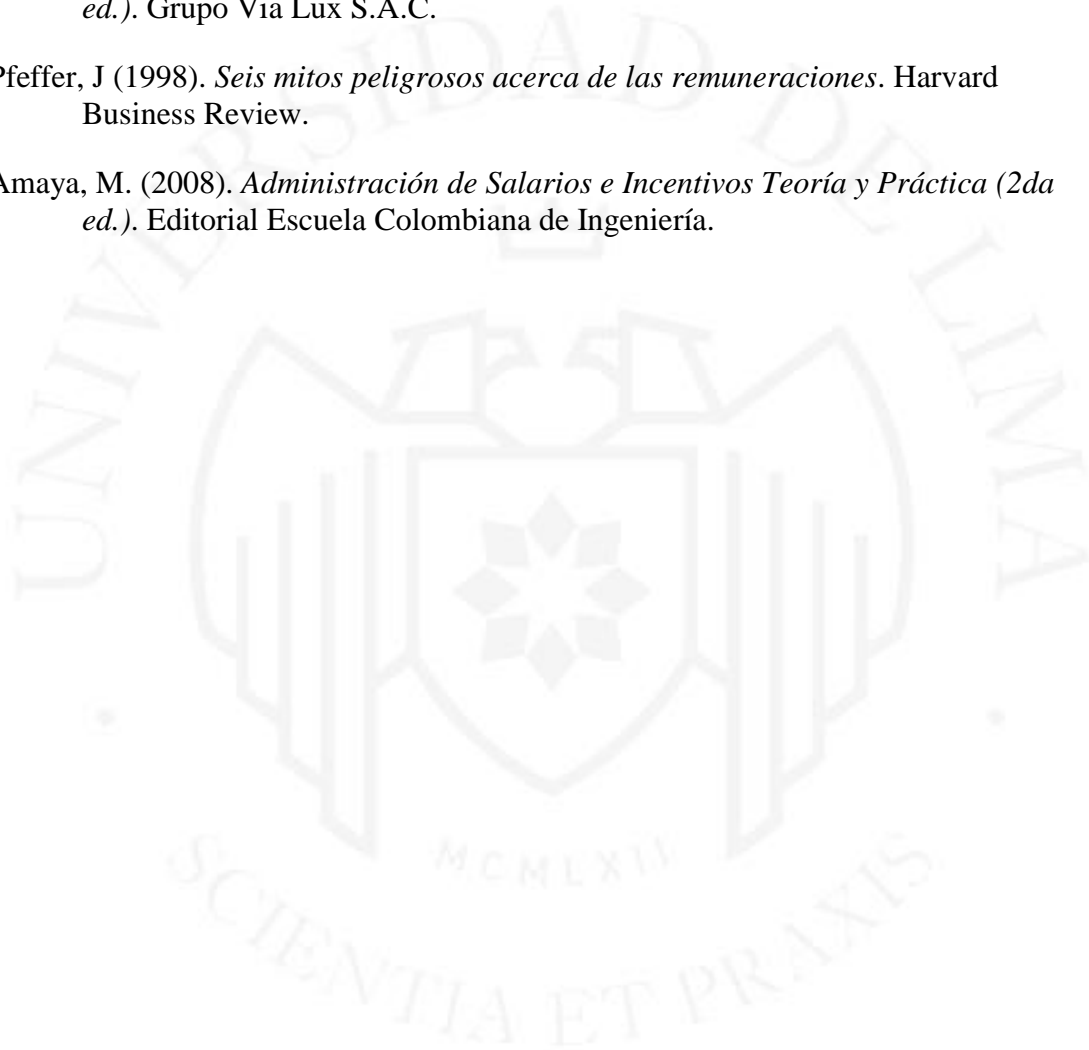 ed.). Grupo Vía Lux S.A.C.
Pfeffer, J (1998). Seis mitos peligrosos acerca de las remuneraciones. Harvard
Business Review.
Amaya, M. (2008). Administración de Salarios e Incentivos Teoría y Práctica (2da
ed.). Editorial Escuela Colombiana de Ingeniería.
UNIVERSIDAD DE LIMA
MCMLXII
SCIENTIA ET PRAXIS